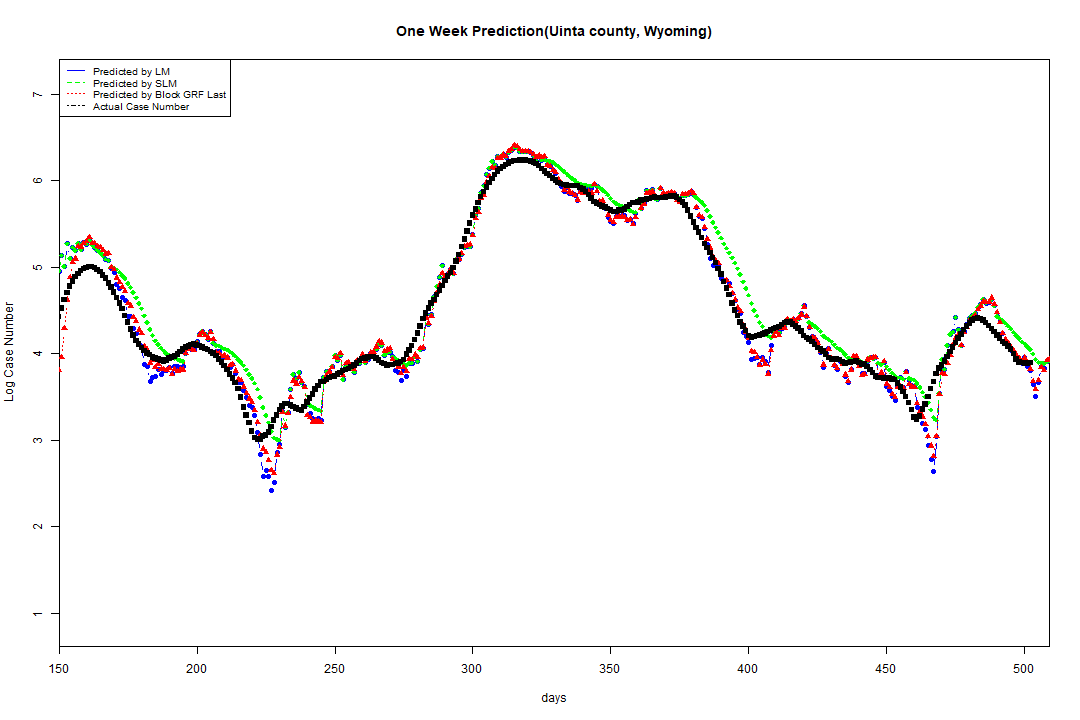 One Week Prediction(Uinta county, Wyoming)
Predicted by LM
Predicted by SLM
Predicted by Block GRF Last
Actual Case Number
Log Case Number
7
6
5
4
3
2
1
150 200 250 300 350 400 450 500
days